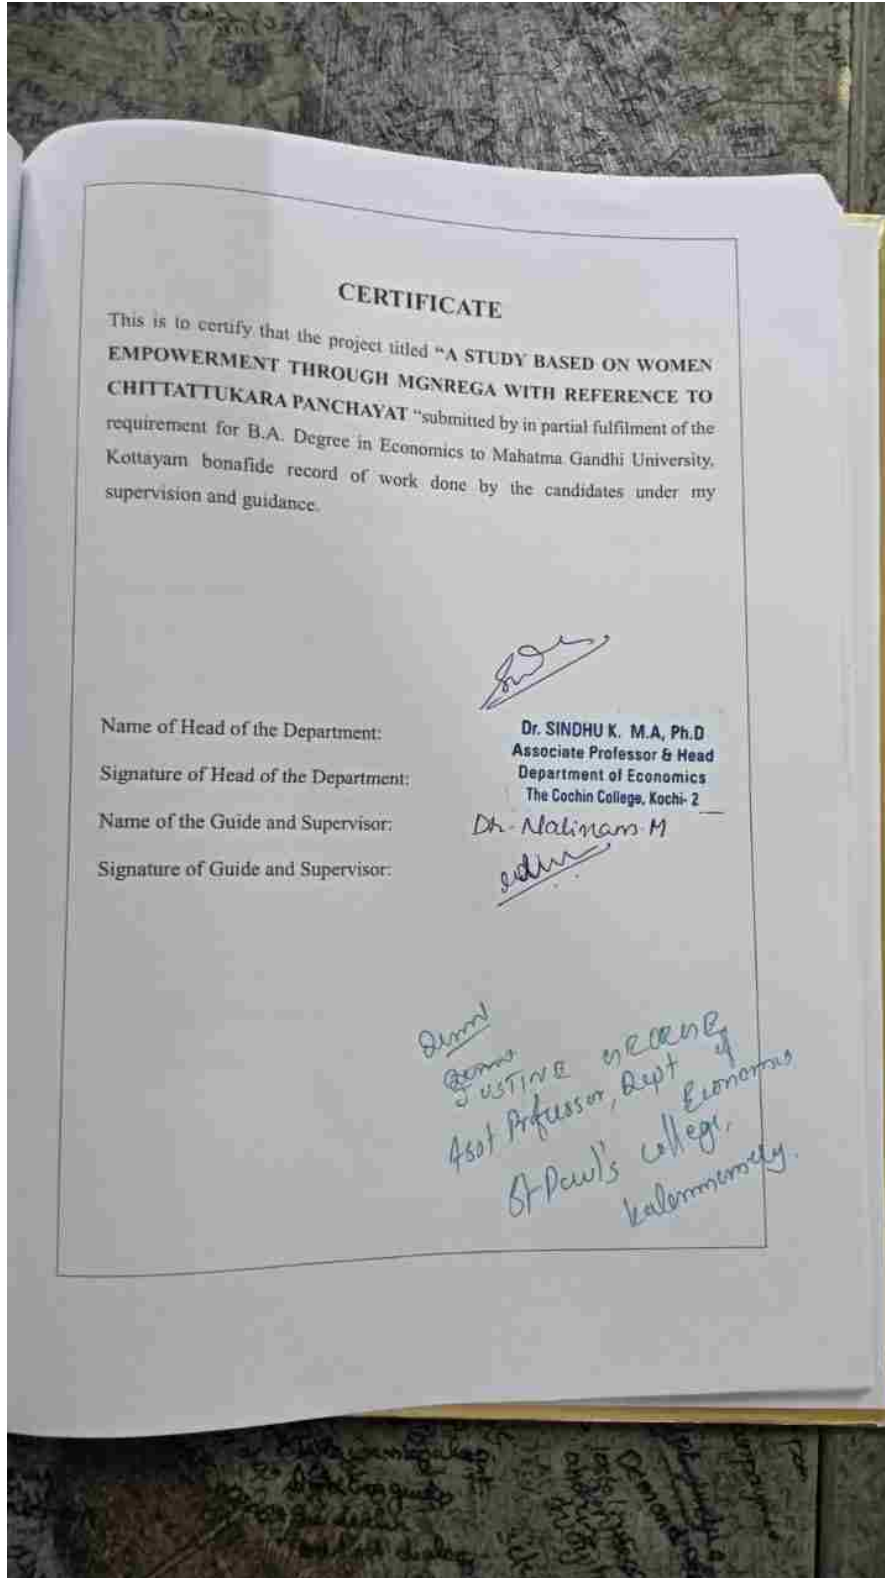 CERTIFICATE
This is to certify that the project titled “A STUDY BASED ON WOMEN
EMPOWERMENT THROUGH MGNREGA WITH REFERENCE TO
CHITTATTUKARA PANCHAYAT “submitted by in partial fulfilment of the
requirement for B.A. Degree in Economics to Mahatma Gandhi University,
Kottayam bonafide record of work done by the candidates under my
supervision and guidance.
Name of Head of the Department:
Dr. SINDHU K. M.A, Ph.D
Associate Professor & Head
Signature of Head of the Department:
Department of Economics
The Cochin College, Kochi- 2
Name of the Guide and Supervisor:
Signature of Guide and Supervisor:
JUSTINE GEORGE
Asst Professor, Dept of
Economics
St Paul's College,